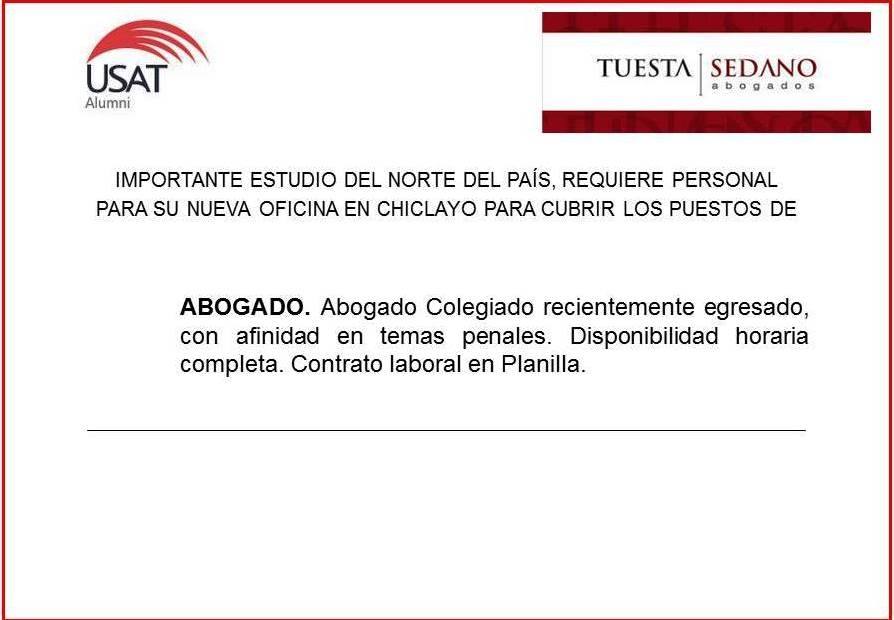 USAT
Alumni
TUESTA | SEDANO
abogados
IMPORTANTE ESTUDIO DEL NORTE DEL PAÍS, REQUIERE PERSONAL
PARA SU NUEVA OFICINA EN CHICLAYO PARA CUBRIR LOS PUESTOS DE
ABOGADO. Abogado Colegiado recientemente egresado,
con afinidad en temas penales. Disponibilidad horaria
completa. Contrato laboral en Planilla.